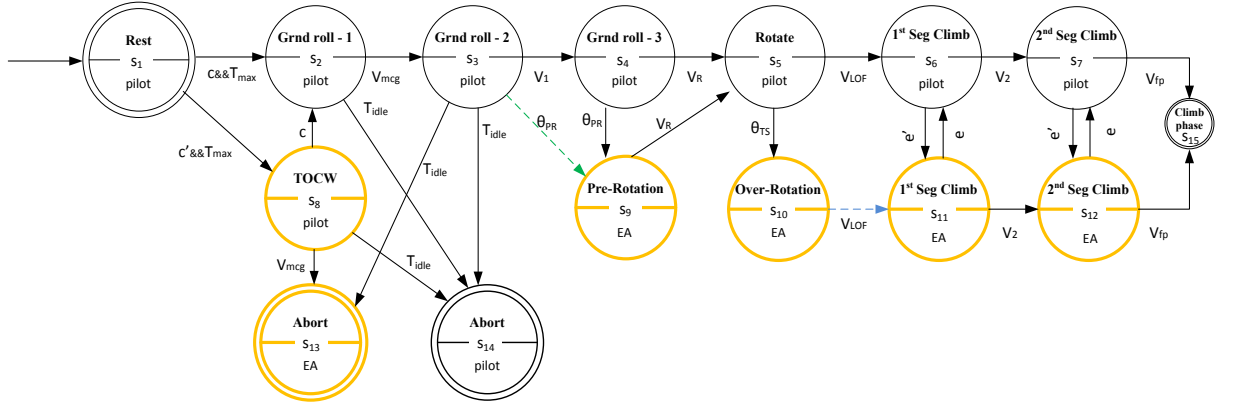 Rest
S1
pilot
c&&Tmax
Grnd roll - 1
S2
pilot
Vmcg
Grnd roll - 2
S3
pilot
V1
Grnd roll - 3
S4
pilot
VR
Rotate
S5
pilot
VLOF
1st Seg Climb
S6
pilot
V2
2nd Seg Climb
S7
pilot
Vfp
Climb
phase
S15
c'&&Tmax
c
Tidle
Tidle
Tidle
θPR
θPR
VR
θTS
e'
e
e'
e
TOCW
S8
pilot
Pre-Rotation
S9
EA
Over-Rotation
S10
EA
VLOF
1st Seg Climb
S11
EA
V2
2nd Seg Climb
S12
EA
Vfp
Vmcg
Tidle
Abort
S13
EA
Abort
S14
pilot